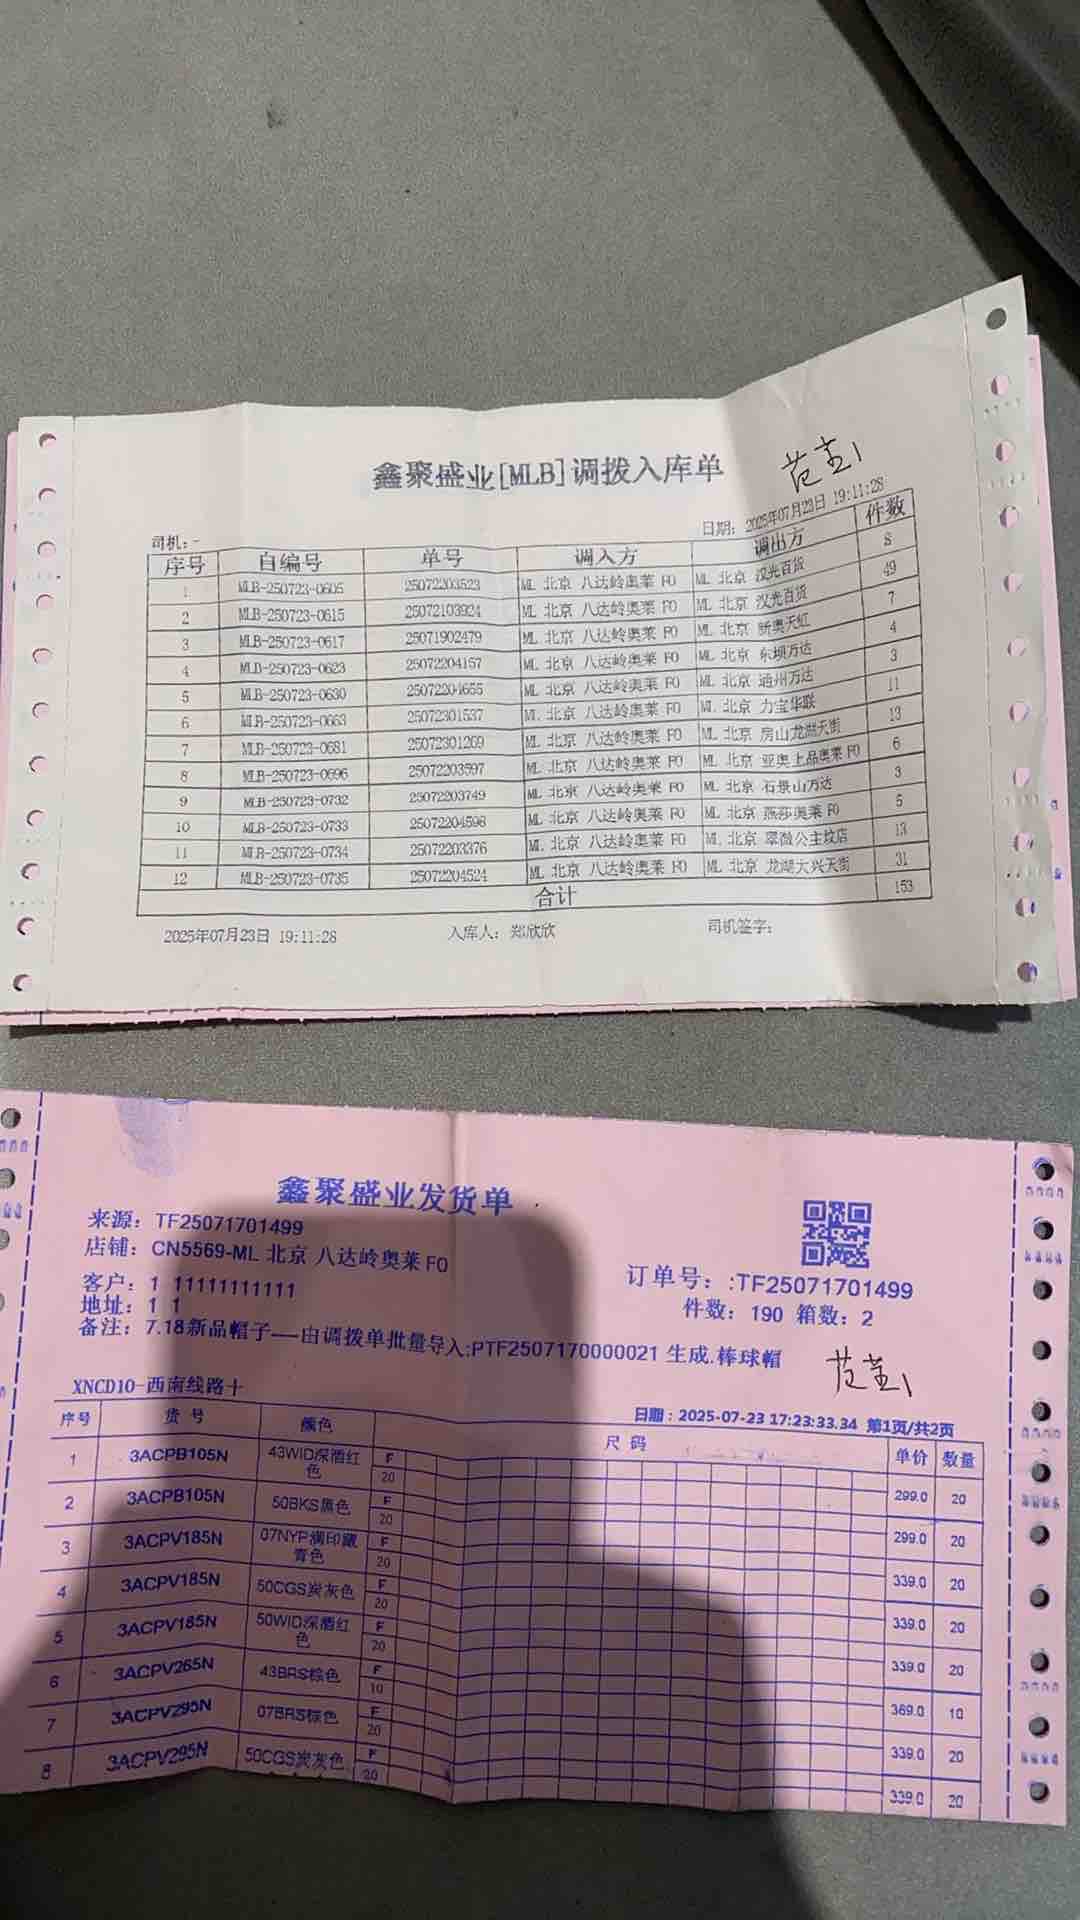 鑫聚盛业[MLB]调拨入库单
范
司机：-
日期：2025年07月23日 19:11:28
序号 自编号 单号 调入方 调出方 件数
1 MLB-250723-0605 25072203523 ML 北京 八达岭奥莱 FO ML 北京 汉光百货 8
2 MLB-250723-0615 25072103924 ML 北京 八达岭奥莱 FO ML 北京 汉光百货 49
3 MLB-250723-0617 25071902479 ML 北京 八达岭奥莱 FO ML 北京 新奥天虹 7
4 MLB-250723-0623 25072204157 ML 北京 八达岭奥莱 FO ML 北京 东坝万达 4
5 MLB-250723-0630 25072204655 ML 北京 八达岭奥莱 FO ML 北京 通州万达 3
6 MLB-250723-0663 25072301537 ML 北京 八达岭奥莱 FO ML 北京 力宝华联 11
7 MLB-250723-0681 25072301269 ML 北京 八达岭奥莱 FO ML 北京 房山龙湖天街 13
8 MLB-250723-0696 25072203597 ML 北京 八达岭奥莱 FO ML 北京 亚奥上品奥莱 FO 6
9 MLB-250723-0732 25072203749 ML 北京 八达岭奥莱 FO ML 北京 石景山万达 3
10 MLB-250723-0733 25072204598 ML 北京 八达岭奥莱 FO ML 北京 燕莎奥莱 FO 5
11 MLB-250723-0734 25072203376 ML 北京 八达岭奥莱 FO ML 北京 翠微公主坟店 13
12 MLB-250723-0735 25072204524 ML 北京 八达岭奥莱 FO ML 北京 龙湖大兴天街 31
合计 153
2025年07月23日 19:11:28 入库人：郑欣欣 司机签字：
鑫聚盛业发货单
来源：TF25071701499
店铺：CN5569-ML 北京 八达岭奥莱 FO
客户：1 11111111111
订单号：:TF25071701499
地址：1 1
件数：190 箱数：2
备注：7.18新品帽子—由调拨单批量导入:PTF2507170000021 生成.棒球帽
范
XNCD10-西南线路十
日期：2025-07-23 17:23:33.34 第1页/共2页
序号 货号 颜色 尺码 单价 数量
1 3ACPB105N 43WID深酒红色 F 20 299.0 20
2 3ACPB105N 50BKS黑色 F 20 299.0 20
3 3ACPV185N 07NYP满印藏青色 F 20 339.0 20
4 3ACPV185N 50CGS炭灰色 F 20 339.0 20
5 3ACPV185N 50WID深酒红色 F 20 339.0 20
6 3ACPV265N 43BRS棕色 F 10 369.0 10
7 3ACPV295N 07BRS棕色 F 20 339.0 20
8 3ACPV295N 50CGS炭灰色 F 20 339.0 20